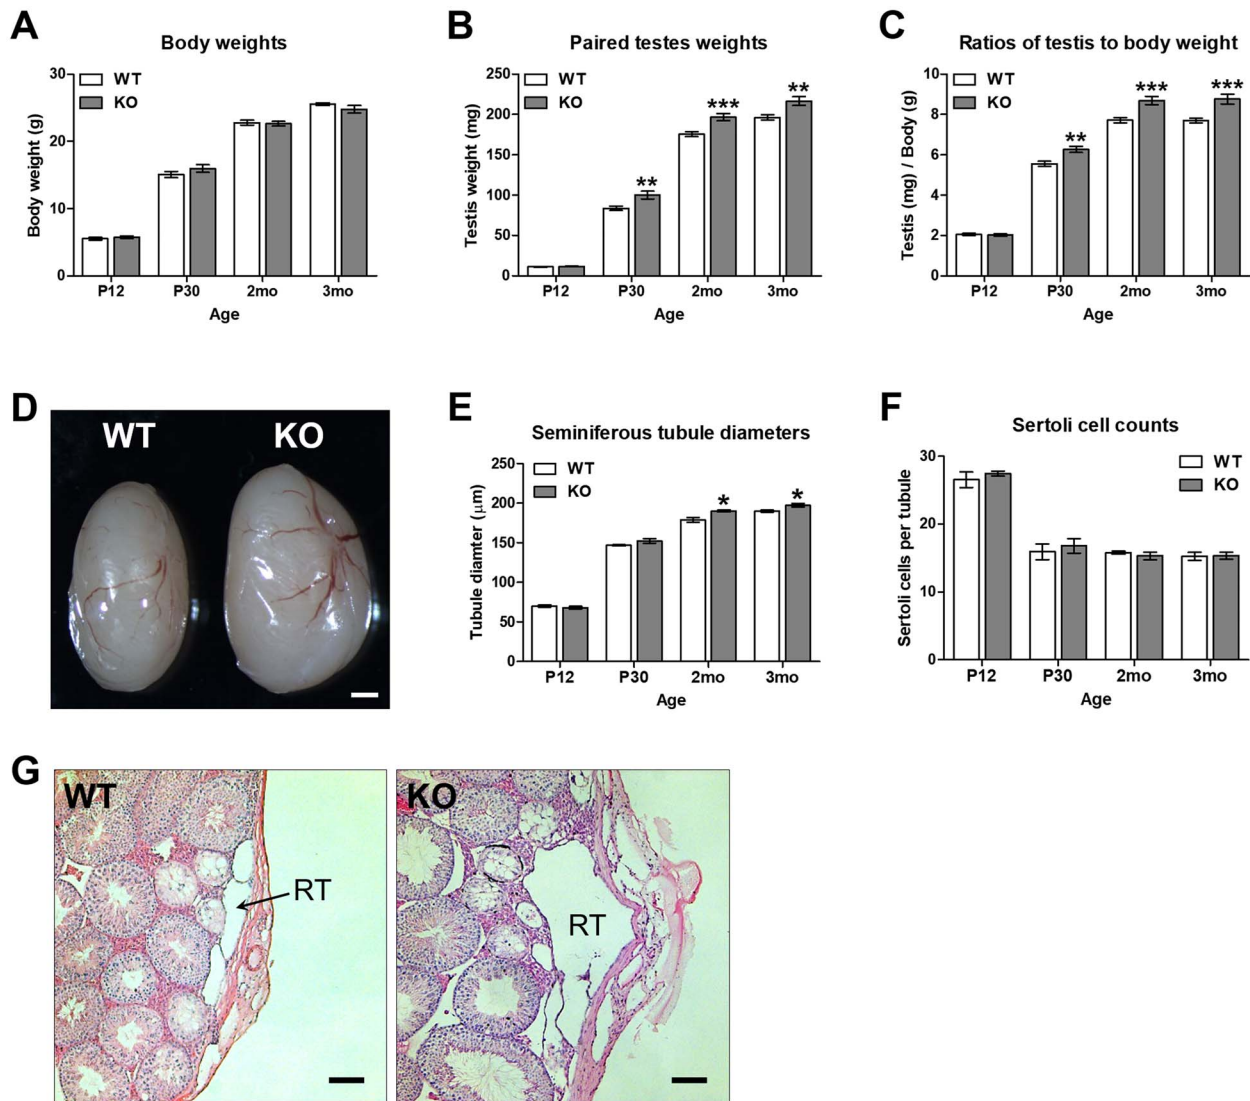 A
Body weights
WT
KO
Body weight (g)
30
20
10
0
P12 P30 2mo 3mo
Age
B
Paired testes weights
WT
KO
Testis weight (mg)
250
200
150
100
50
0
** *** **
P12 P30 2mo 3mo
Age
C
Ratios of testis to body weight
WT
KO
Testis (mg) / Body (g)
10
8
6
4
2
0
** *** ***
P12 P30 2mo 3mo
Age
D
WT KO
E
Seminiferous tubule diameters
WT
KO
Tubule diamter (μm)
250
200
150
100
50
0
* *
P12 P30 2mo 3mo
Age
F
Sertoli cell counts
WT
KO
Sertoli cells per tubule
30
20
10
0
P12 P30 2mo 3mo
Age
G
WT
RT
KO
RT